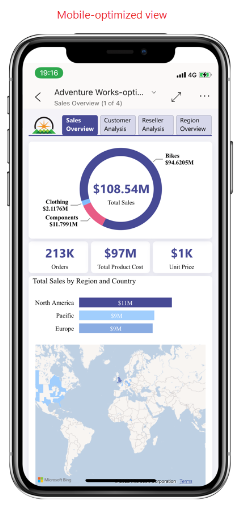 Mobile-optimized view
19:16
4G
Adventure Works-opti...
Sales Overview (1 of 4)
Sales Overview
Customer Analysis
Reseller Analysis
Region Overview
Bikes
$94.6205M
$108.54M
Total Sales
Clothing
$2.1176M
Components
$11.7991M
213K
Orders
$97M
Total Product Cost
$1K
Unit Price
Total Sales by Region and Country
North America $11M
Pacific $9M
Europe $9M
Microsoft Bing
Corporation Terms